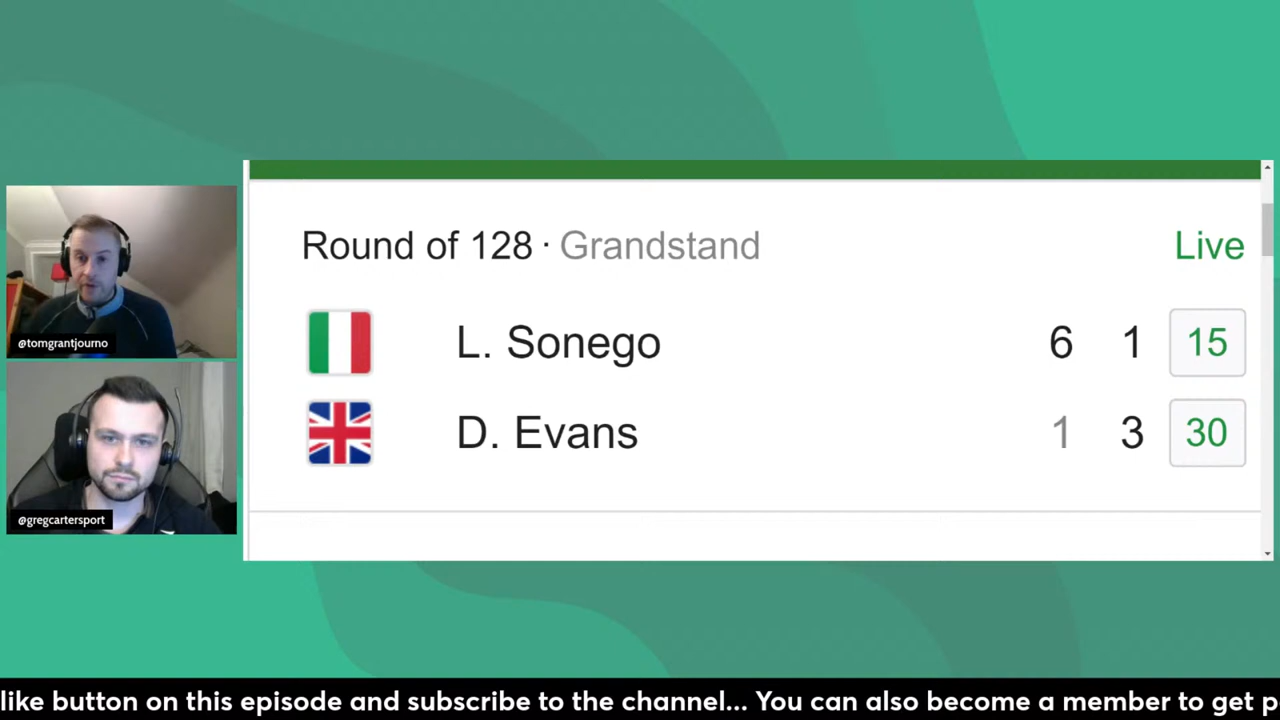 Round of 128 · Grandstand Live
L. Sonego 6 1 15
D. Evans 1 3 30
@tomgrantjourno
@gregcartersport
like button on this episode and subscribe to the channel... You can also become a member to get p